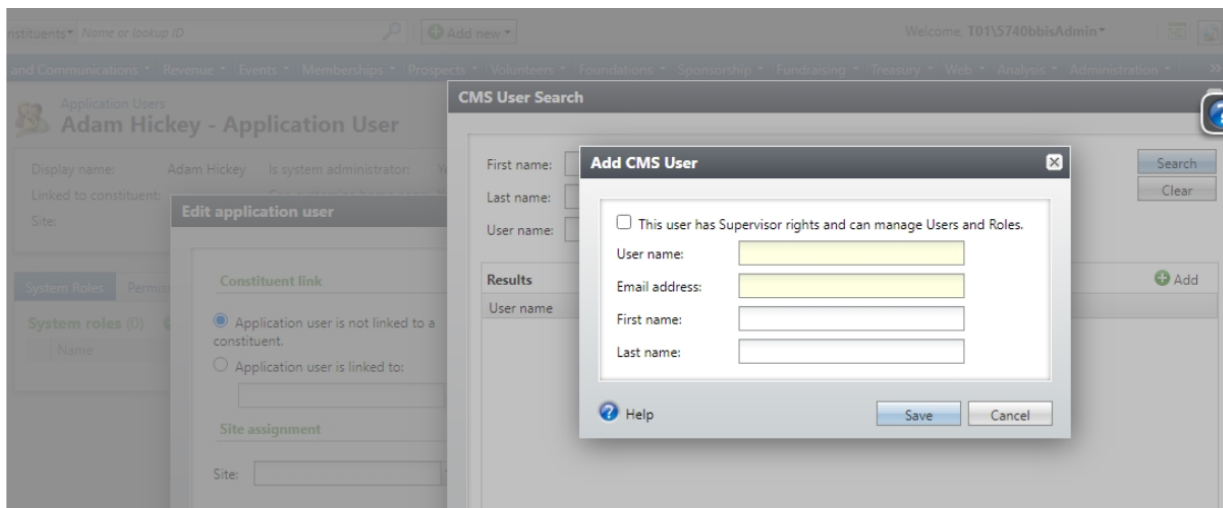 nstituents Name or lookup ID Add new Welcome, T01\5740bbisAdmin
and Communications Revenue Events Memberships Prospects Volunteers Foundations Sponsorship Fundraising Treasury Web Analysis Administration
Application Users
Adam Hickey - Application User
Display name: Adam Hickey Is system administrator:
Linked to constituent:
Site:
System Roles
System roles (0)
Name
Edit application user
Constituent link
Application user is not linked to a
constituent.
Application user is linked to:
Site assignment
Site:
CMS User Search
First name:
Last name:
User name:
Search
Clear
Results
Add
User name
Add CMS User
This user has Supervisor rights and can manage Users and Roles.
User name:
Email address:
First name:
Last name:
Help Save Cancel